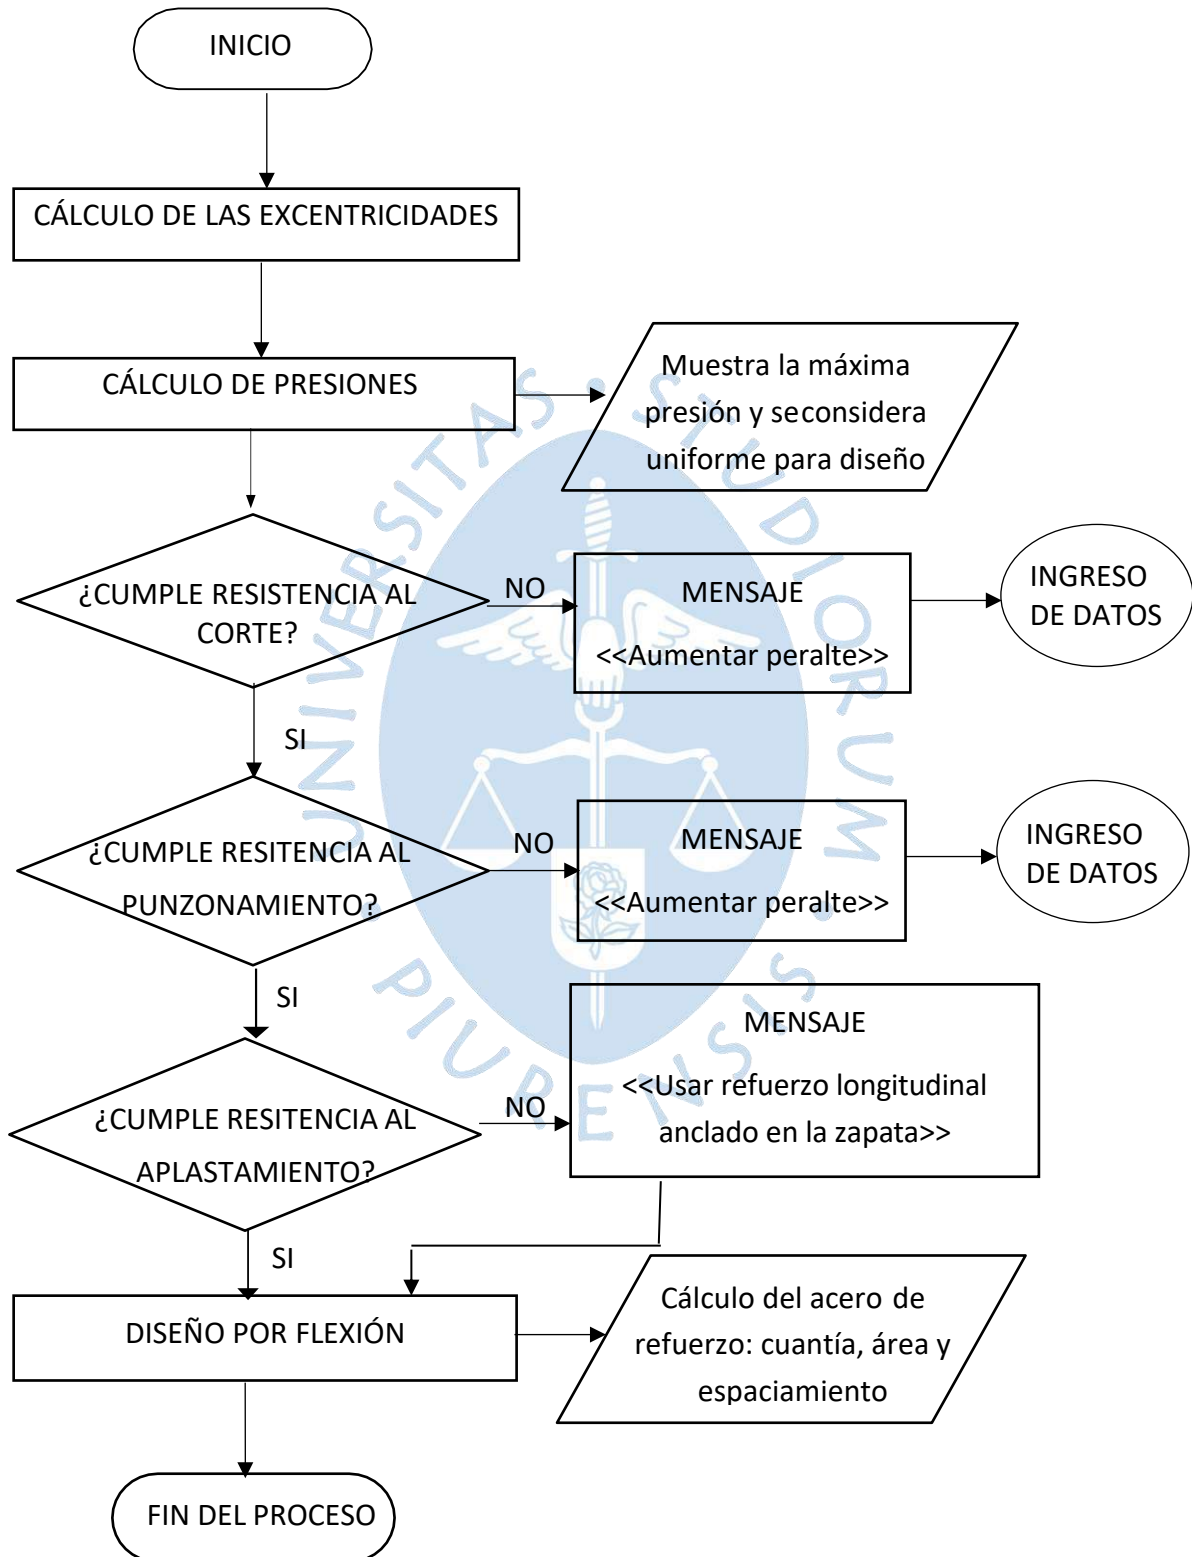 INICIO
CÁLCULO DE LAS EXCENTRICIDADES
CÁLCULO DE PRESIONES
Muestra la máxima
presión y seconsidera
uniforme para diseño
¿CUMPLE RESISTENCIA AL
CORTE?
NO
MENSAJE
<<Aumentar peralte>>
INGRESO
DE DATOS
SI
¿CUMPLE RESITENCIA AL
PUNZONAMIENTO?
NO
MENSAJE
<<Aumentar peralte>>
INGRESO
DE DATOS
SI
¿CUMPLE RESITENCIA AL
APLASTAMIENTO?
NO
MENSAJE
<<Usar refuerzo longitudinal
anclado en la zapata>>
SI
DISEÑO POR FLEXIÓN
Cálculo del acero de
refuerzo: cuantía, área y
espaciamiento
FIN DEL PROCESO
UNIVERSITAS • STUDIORUM • PIURENSIS •